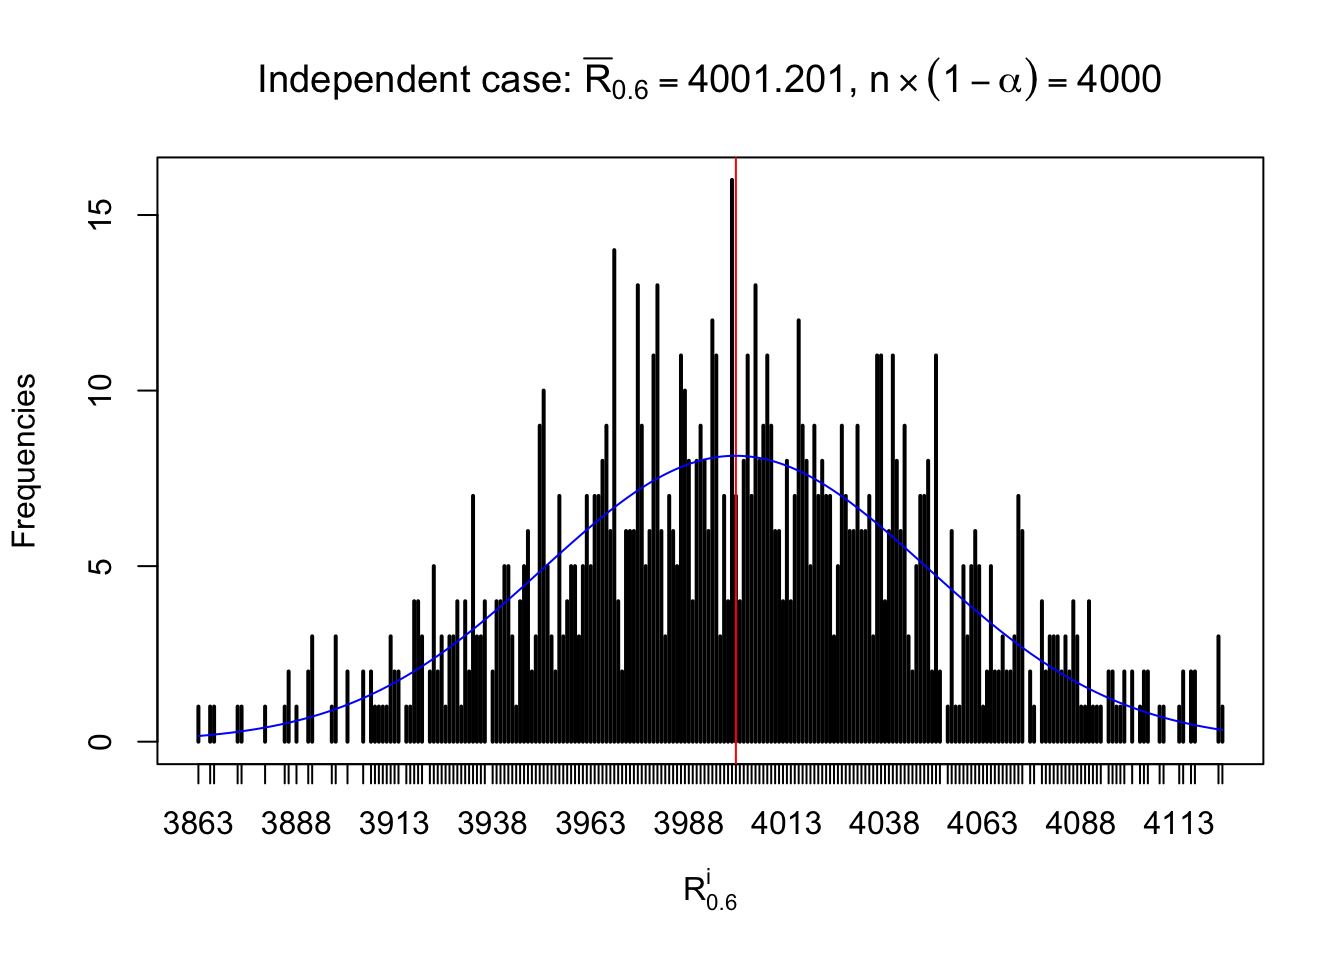 Independent case: R̅₀.₆ = 4001.201, n × (1 − α) = 4000
15
10
5
0
Frequencies
3863 3888 3913 3938 3963 3988 4013 4038 4063 4088 4113
Rⁱ₀.₆